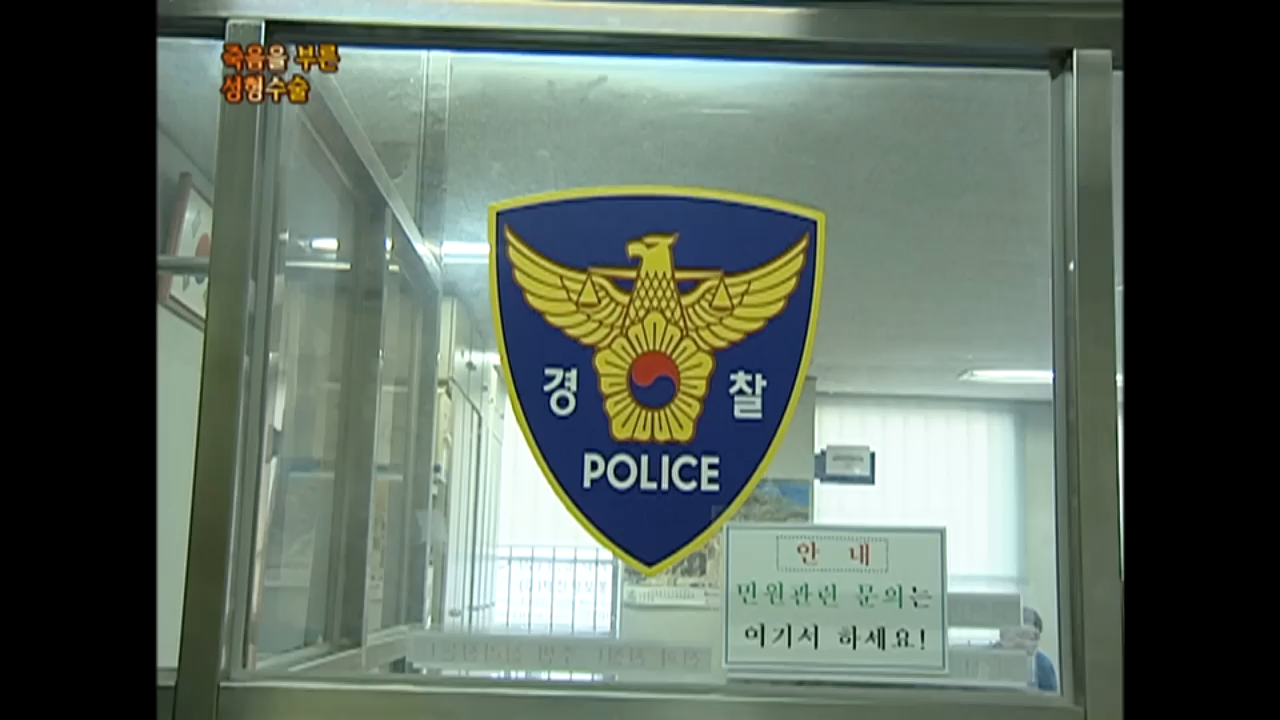 죽음을 부른
성형수술
경 찰
POLICE
안 내
민원관련 문의는
여기서 하세요!